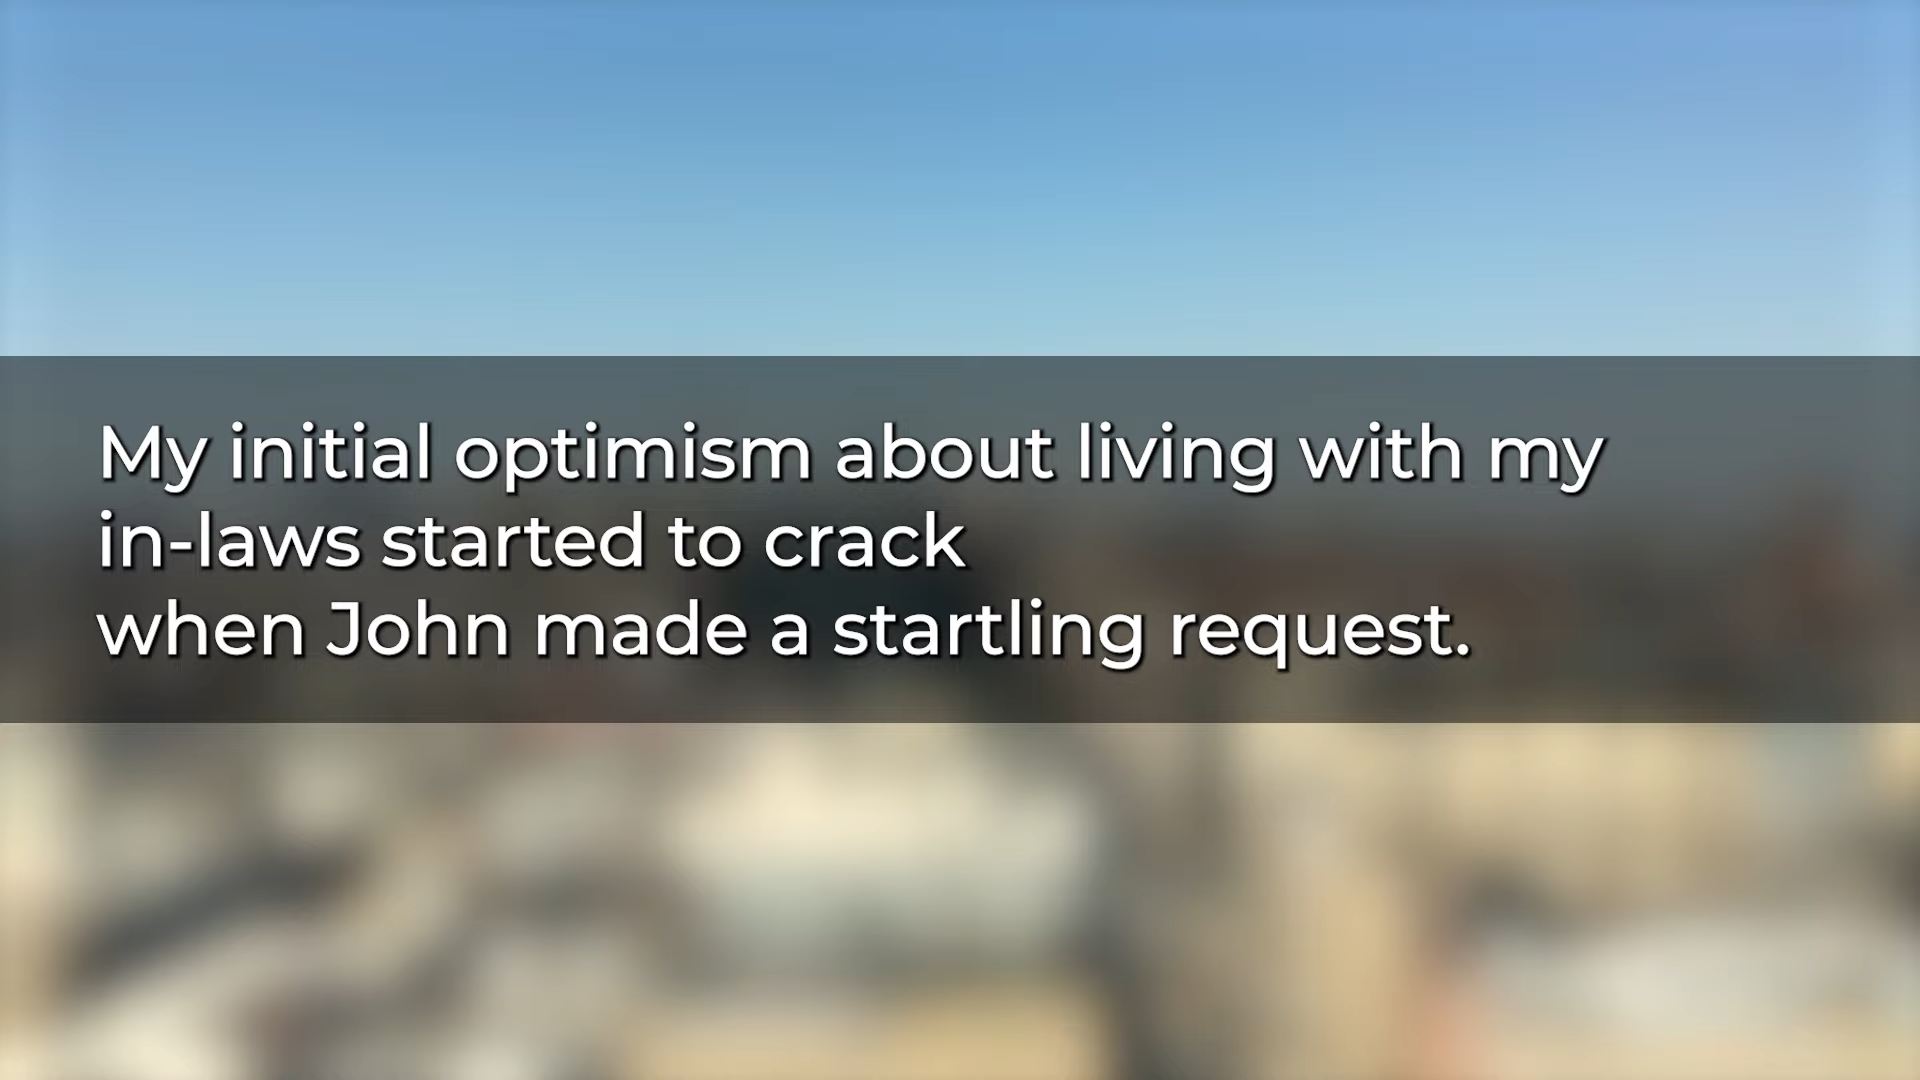 My initial optimism about living with my
in-laws started to crack
when John made a startling request.